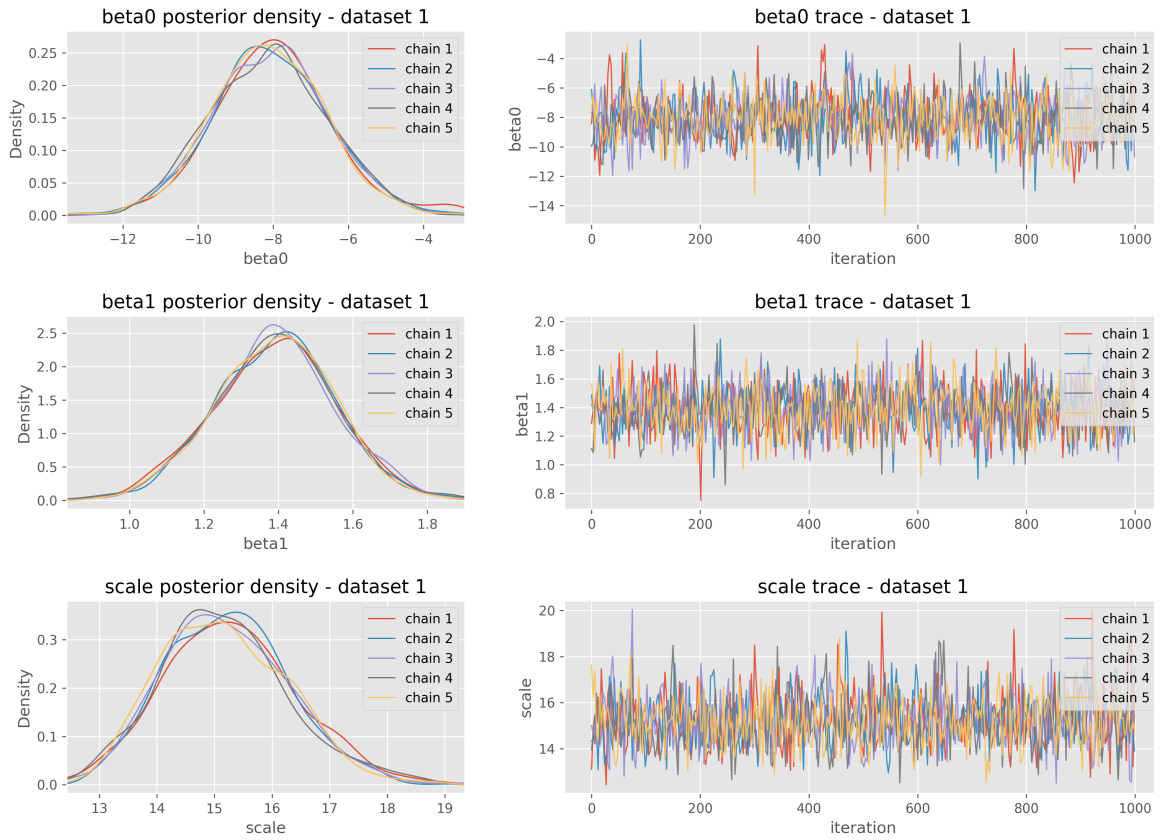 beta0 posterior density - dataset 1
0.25
0.20
0.15
0.10
0.05
0.00
Density
−12
−10
−8
−6
−4
beta0
chain 1
chain 2
chain 3
chain 4
chain 5
beta0 trace - dataset 1
−4
−6
−8
−10
−12
−14
beta0
0
200
400
600
800
1000
iteration
chain 1
chain 2
chain 3
chain 4
chain 5
beta1 posterior density - dataset 1
2.5
2.0
1.5
1.0
0.5
0.0
Density
1.0
1.2
1.4
1.6
1.8
beta1
chain 1
chain 2
chain 3
chain 4
chain 5
beta1 trace - dataset 1
2.0
1.8
1.6
1.4
1.2
1.0
0.8
beta1
0
200
400
600
800
1000
iteration
chain 1
chain 2
chain 3
chain 4
chain 5
scale posterior density - dataset 1
0.3
0.2
0.1
0.0
Density
13
14
15
16
17
18
19
scale
chain 1
chain 2
chain 3
chain 4
chain 5
scale trace - dataset 1
20
18
16
14
scale
0
200
400
600
800
1000
iteration
chain 1
chain 2
chain 3
chain 4
chain 5